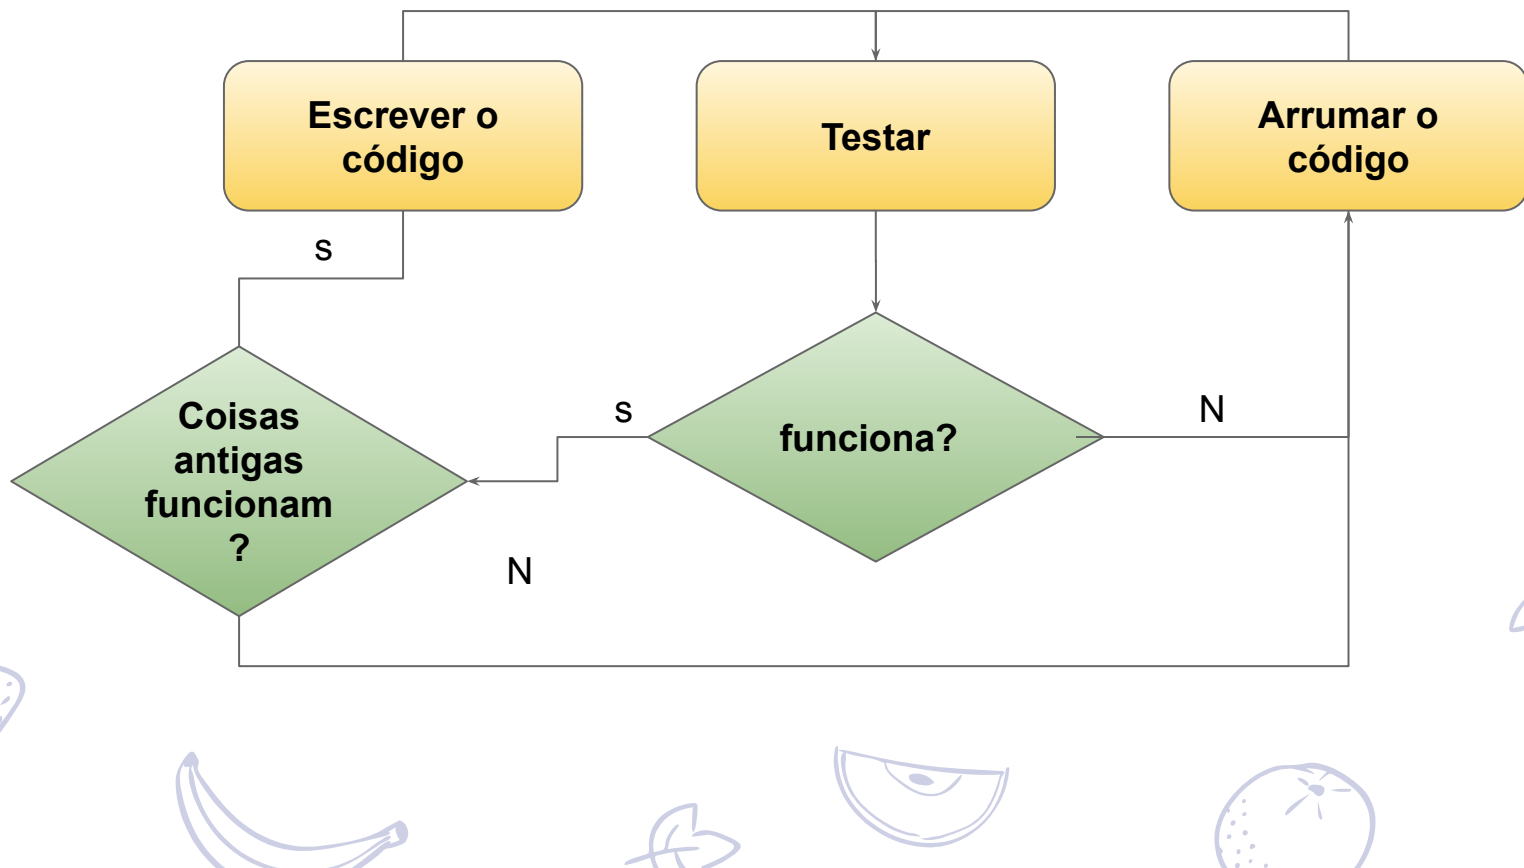 Escrever o
código
Testar
Arrumar o
código
s
Coisas
antigas
funcionam
?
s
funciona?
N
N